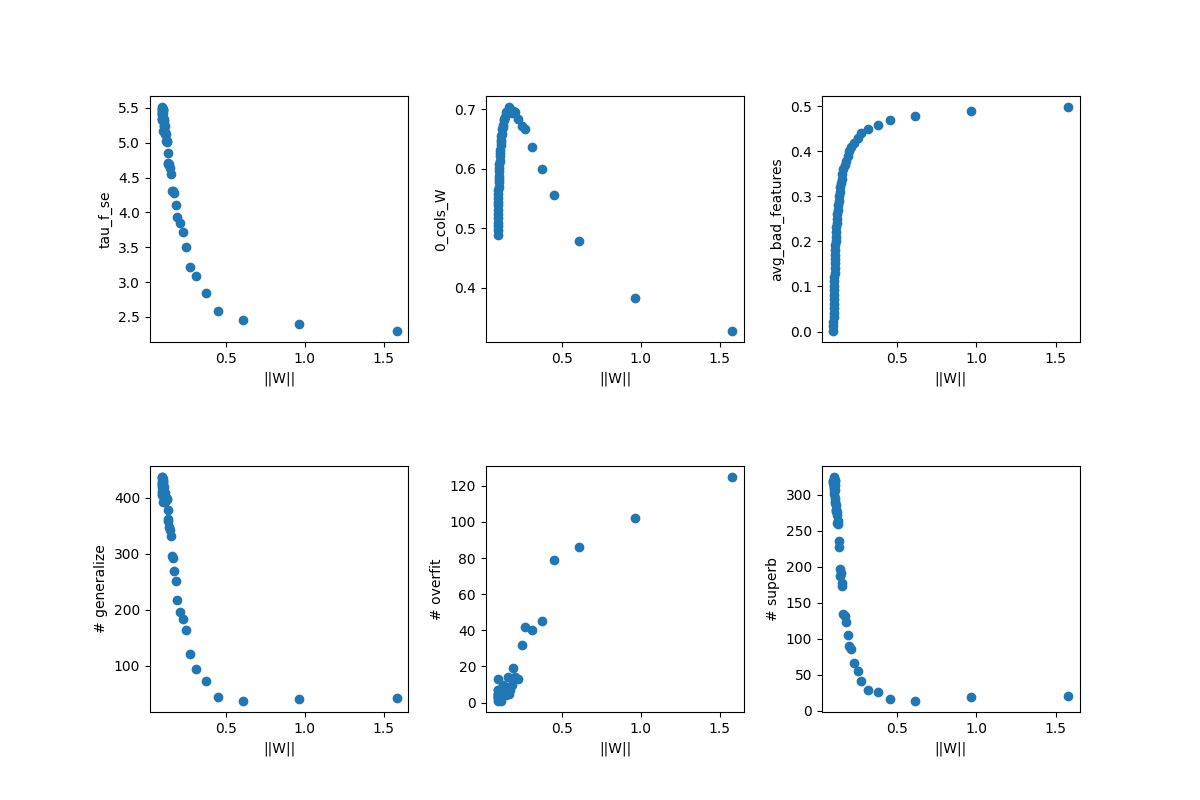 5.5
5.0
4.5
4.0
3.5
3.0
2.5
tau_f_se
0.5 1.0 1.5
||W||
0.7
0.6
0.5
0.4
0_cols_W
0.5 1.0 1.5
||W||
0.5
0.4
0.3
0.2
0.1
0.0
avg_bad_features
0.5 1.0 1.5
||W||
400
300
200
100
# generalize
0.5 1.0 1.5
||W||
120
100
80
60
40
20
0
# overfit
0.5 1.0 1.5
||W||
300
250
200
150
100
50
0
# superb
0.5 1.0 1.5
||W||